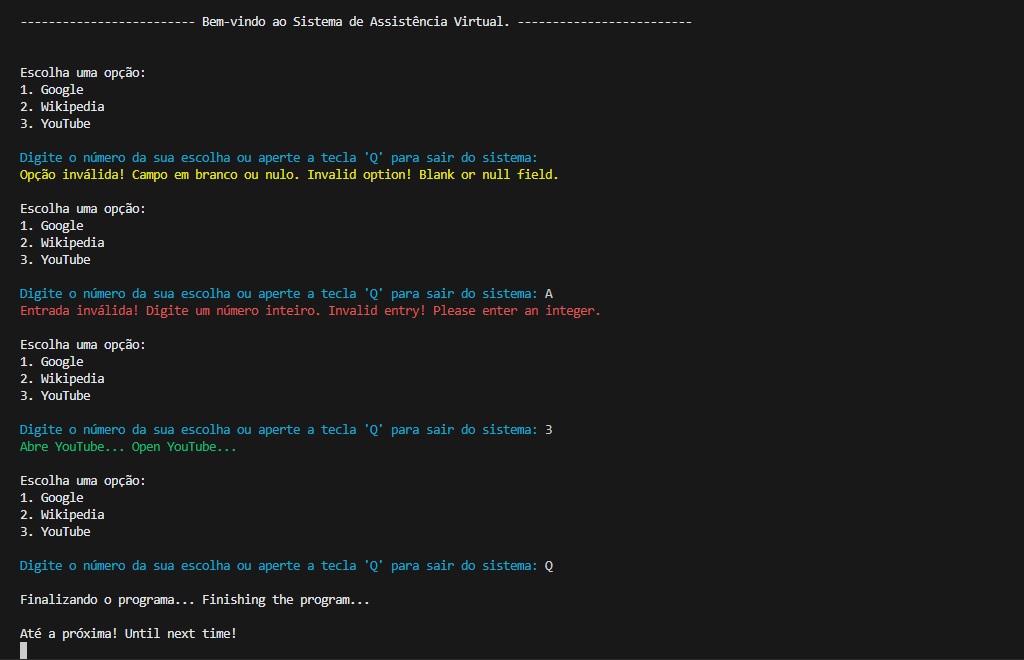 ------------------------- Bem-vindo ao Sistema de Assistência Virtual. -------------------------
Escolha uma opção:
1. Google
2. Wikipedia
3. YouTube
Digite o número da sua escolha ou aperte a tecla 'Q' para sair do sistema:
Opção inválida! Campo em branco ou nulo. Invalid option! Blank or null field.
Escolha uma opção:
1. Google
2. Wikipedia
3. YouTube
Digite o número da sua escolha ou aperte a tecla 'Q' para sair do sistema: A
Entrada inválida! Digite um número inteiro. Invalid entry! Please enter an integer.
Escolha uma opção:
1. Google
2. Wikipedia
3. YouTube
Digite o número da sua escolha ou aperte a tecla 'Q' para sair do sistema: 3
Abre YouTube... Open YouTube...
Escolha uma opção:
1. Google
2. Wikipedia
3. YouTube
Digite o número da sua escolha ou aperte a tecla 'Q' para sair do sistema: Q
Finalizando o programa... Finishing the program...
Até a próxima! Until next time!